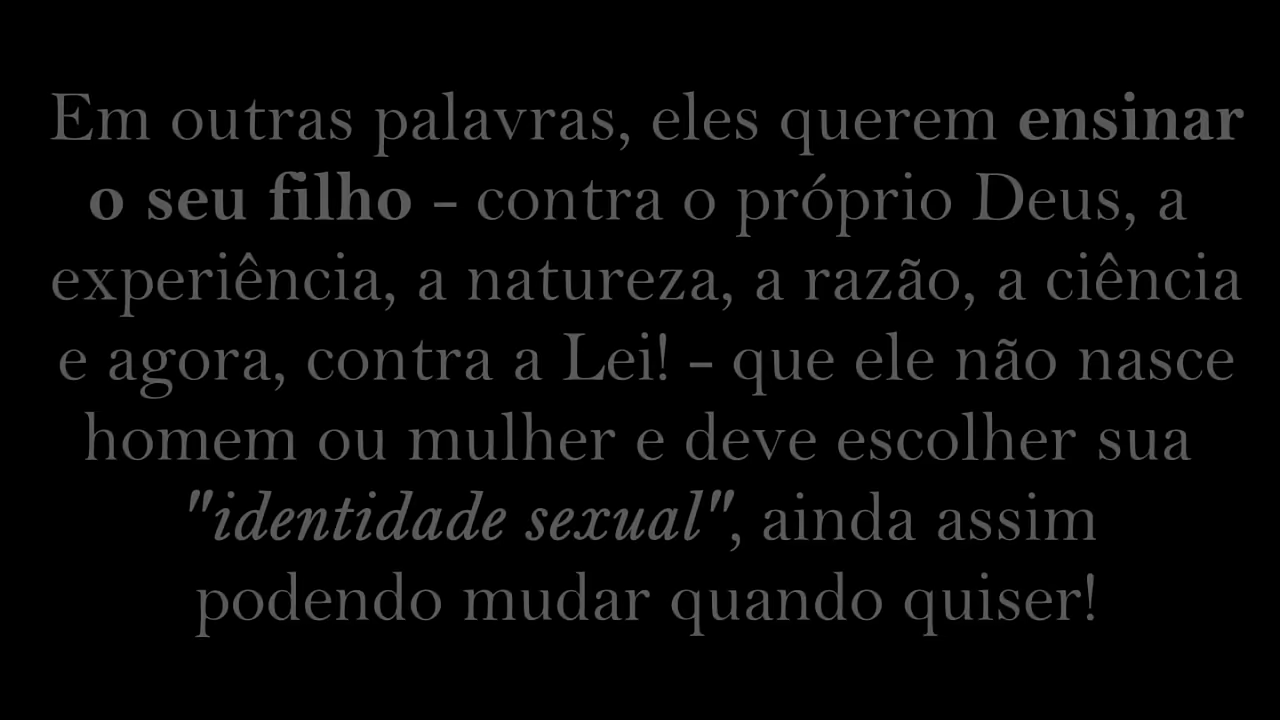 Em outras palavras, eles querem ensinar
o seu filho - contra o próprio Deus, a
experiência, a natureza, a razão, a ciência
e agora, contra a Lei! - que ele não nasce
homem ou mulher e deve escolher sua
"identidade sexual", ainda assim
podendo mudar quando quiser!